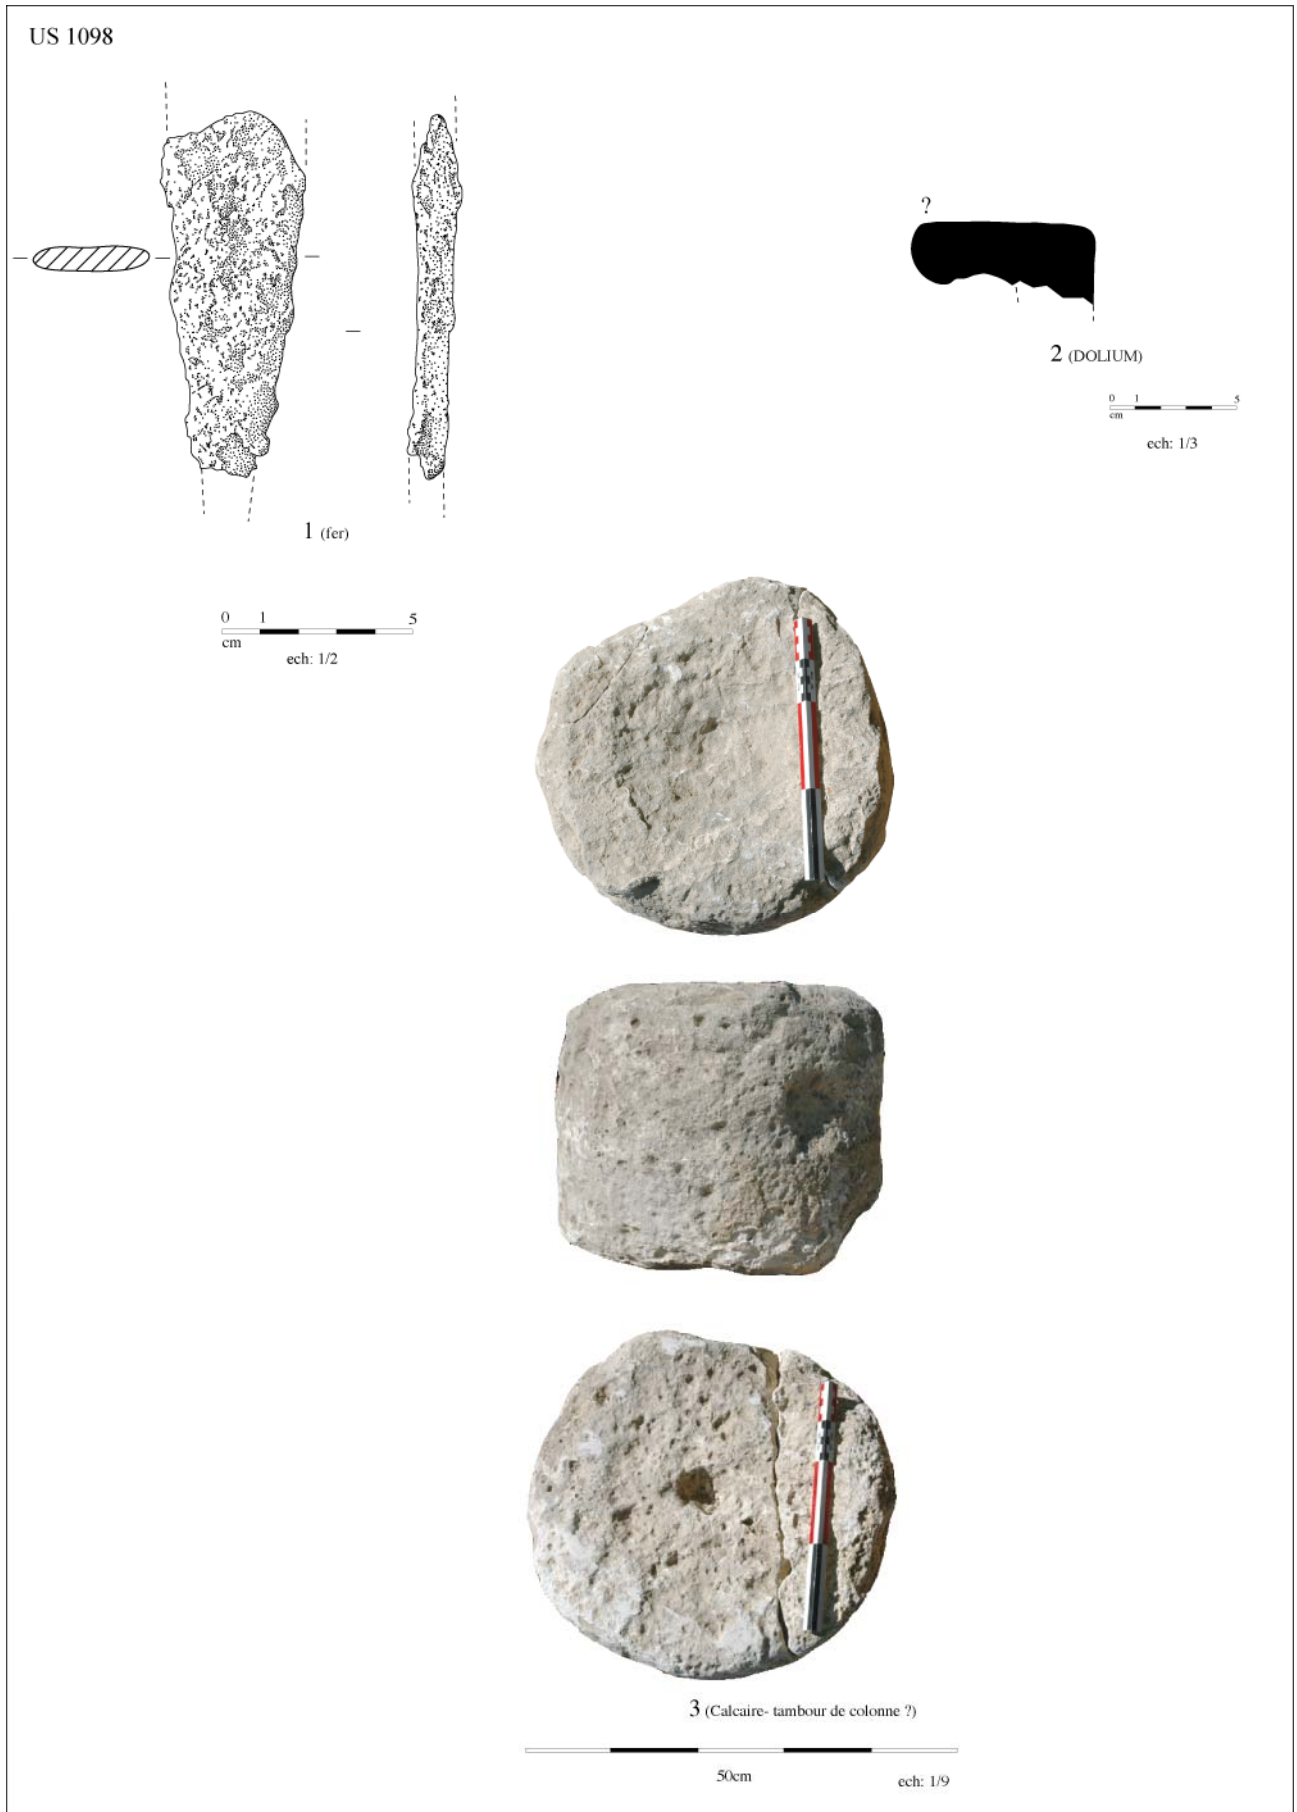 US 1098
?
2 (DOLIUM)
0 1 5
cm
ech: 1/3
1 (fer)
0 1 5
cm
ech: 1/2
3 (Calcaire- tambour de colonne ?)
50cm
ech: 1/9